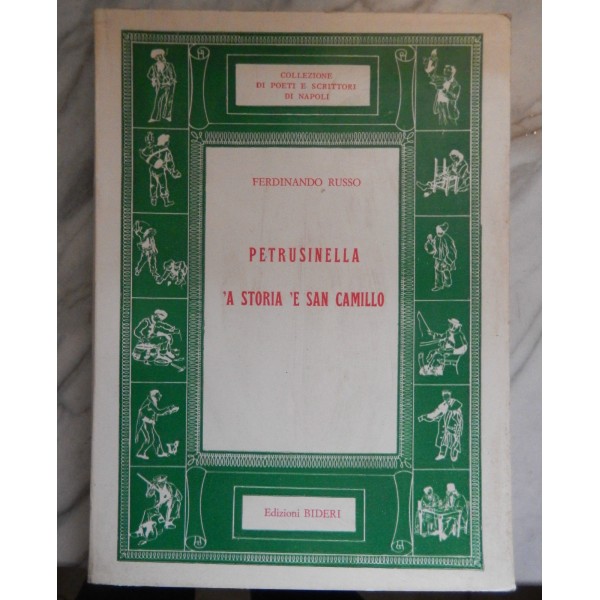 COLLEZIONE
DI POETI E SCRITTORI
DI NAPOLI
FERDINANDO RUSSO
PETRUSINELLA
'A STORIA 'E SAN CAMILLO
Edizioni BIDERI